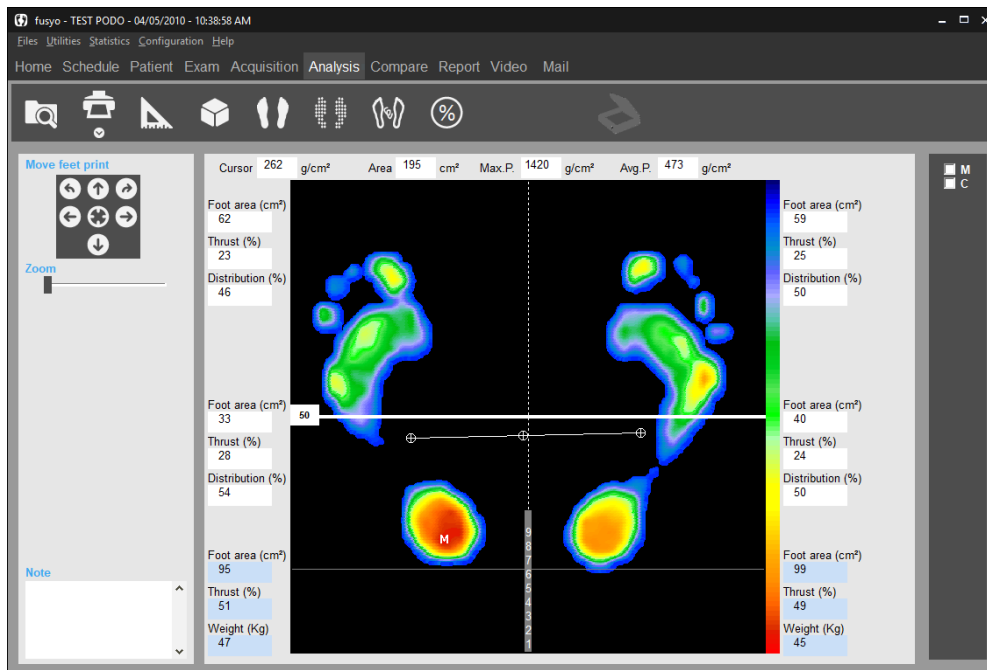 fusyo - TEST PODO - 04/05/2010 - 10:38:58 AM
Files Utilities Statistics Configuration Help
Home Schedule Patient Exam Acquisition Analysis Compare Report Video Mail
%
Move feet print
Zoom
Note
Cursor 262 g/cm² Area 195 cm² Max.P. 1420 g/cm² Avg.P. 473 g/cm²
Foot area (cm²)
62
Thrust (%)
23
Distribution (%)
46
Foot area (cm²)
33
Thrust (%)
28
Distribution (%)
54
Foot area (cm²)
95
Thrust (%)
51
Weight (Kg)
47
50
M
9
8
7
6
5
4
3
2
1
Foot area (cm²)
59
Thrust (%)
25
Distribution (%)
50
Foot area (cm²)
40
Thrust (%)
24
Distribution (%)
50
Foot area (cm²)
99
Thrust (%)
49
Weight (Kg)
45
M
C